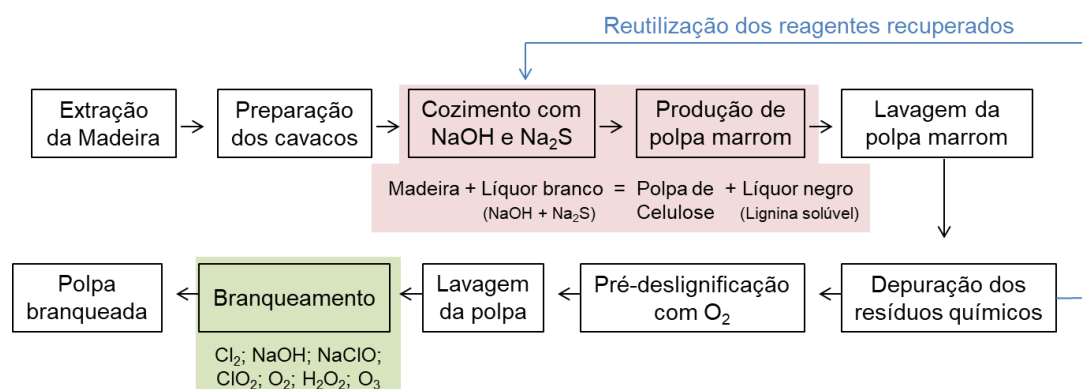 Reutilização dos reagentes recuperados
Extração
da Madeira
Preparação
dos cavacos
Cozimento com
NaOH e Na₂S
Produção de
polpa marrom
Lavagem da
polpa marrom
Madeira + Líquor branco = Polpa de + Líquor negro
(NaOH + Na₂S) Celulose (Lignina solúvel)
Polpa
branqueada
Branqueamento
Lavagem
da polpa
Pré-deslignificação
com O₂
Depuração dos
resíduos químicos
Cl₂; NaOH; NaClO;
ClO₂; O₂; H₂O₂; O₃